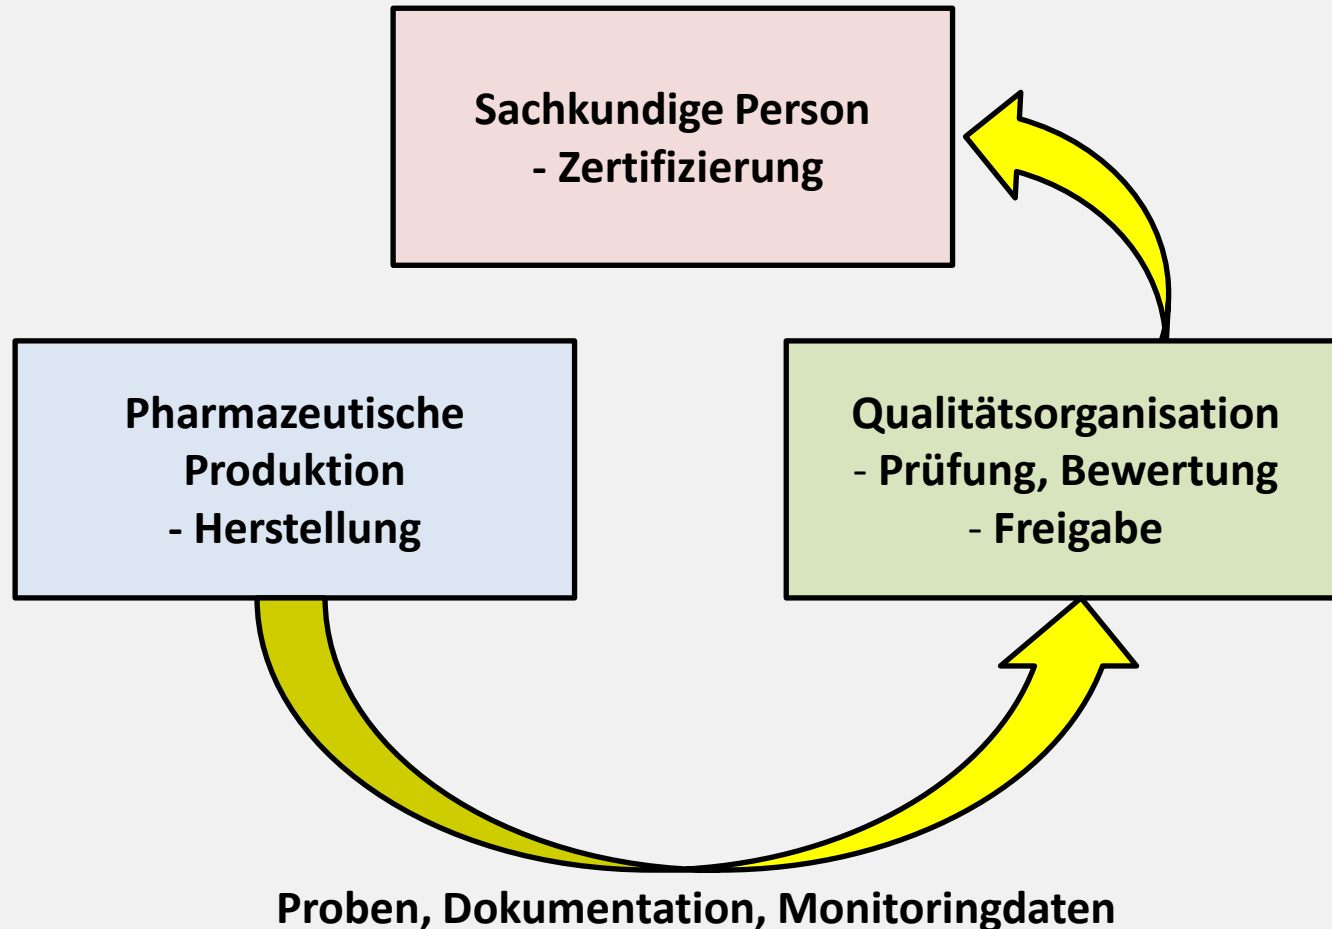 Sachkundige Person
- Zertifizierung
Pharmazeutische
Produktion
- Herstellung
Qualitätsorganisation
- Prüfung, Bewertung
- Freigabe
Proben, Dokumentation, Monitoringdaten